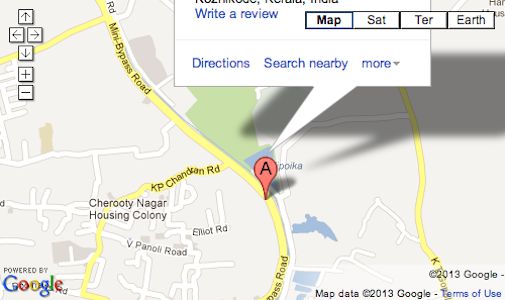 Kozhikode, Kerala, India
Write a review
Map Sat Ter Earth
Directions Search nearby more
Rd
Mini-Bypass Road
KP Chandran Rd
Cherooty Nagar
Housing Colony
Elliot Rd
V Panoli Road
A
POWERED BY
Google
©2013 Google -
Map data ©2013 Google - Terms of Use